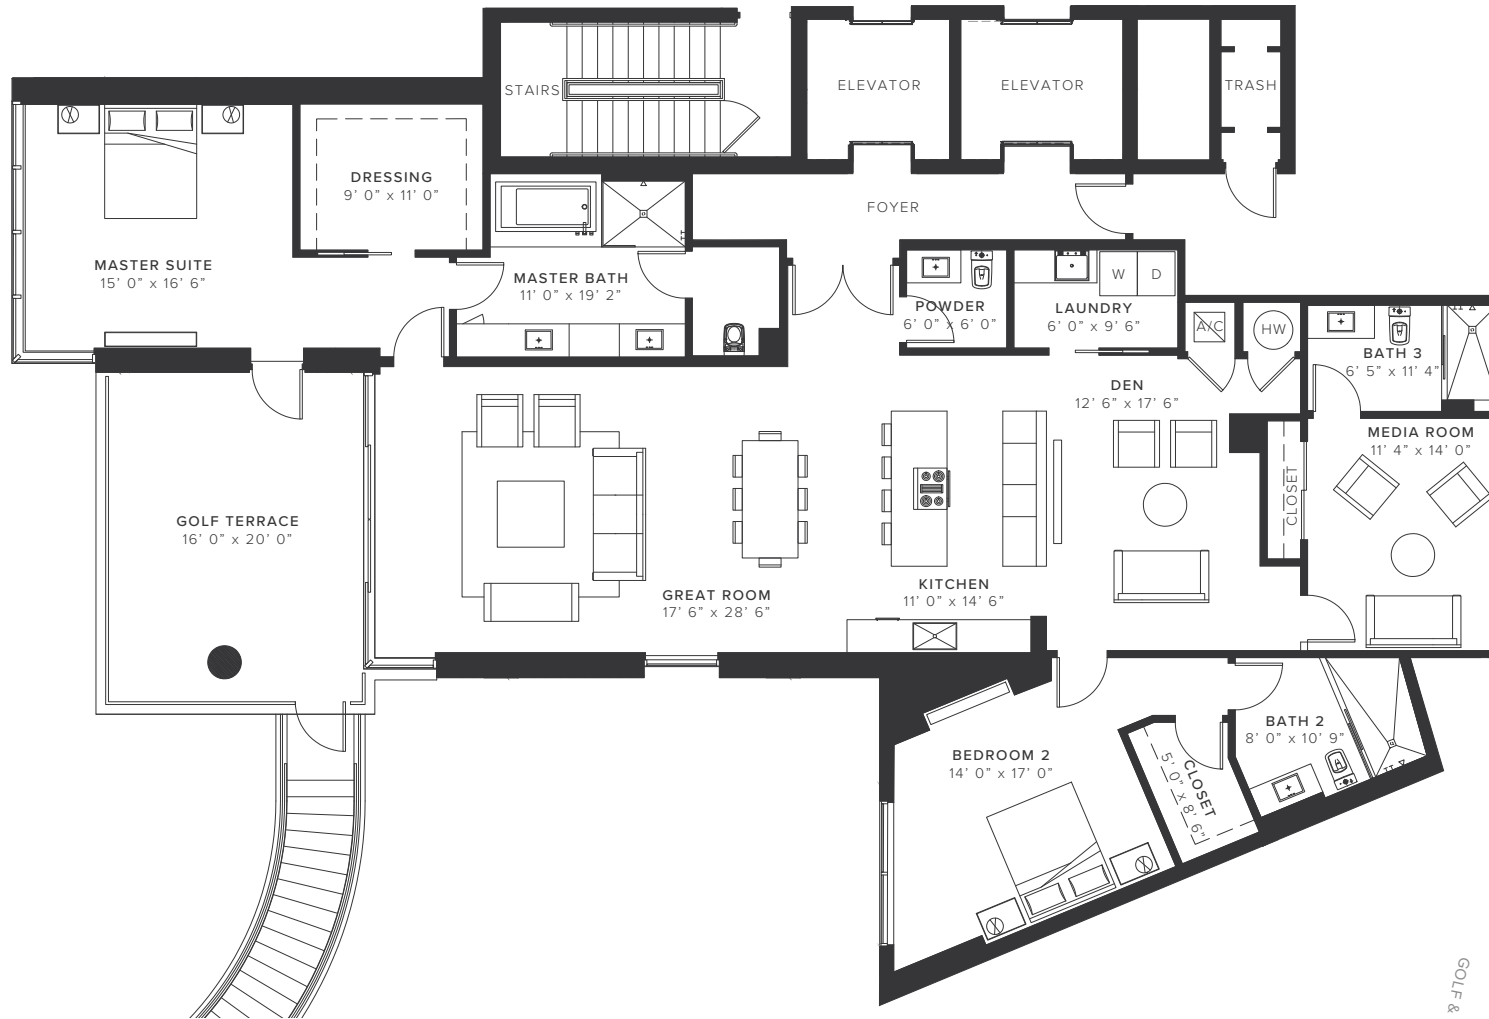 STAIRS
ELEVATOR
ELEVATOR
TRASH
DRESSING
9' 0" x 11' 0"
FOYER
MASTER SUITE
15' 0" x 16' 6"
MASTER BATH
11' 0" x 19' 2"
W
D
POWDER
6' 0" x 6' 0"
LAUNDRY
6' 0" x 9' 6"
A/C
HW
BATH 3
6' 5" x 11' 4"
DEN
12' 6" x 17' 6"
MEDIA ROOM
11' 4" x 14' 0"
CLOSET
GOLF TERRACE
16' 0" x 20' 0"
GREAT ROOM
17' 6" x 28' 6"
KITCHEN
11' 0" x 14' 6"
BEDROOM 2
14' 0" x 17' 0"
BATH 2
8' 0" x 10' 9"
CLOSET
5' 0" x 8' 6"
GOLF &